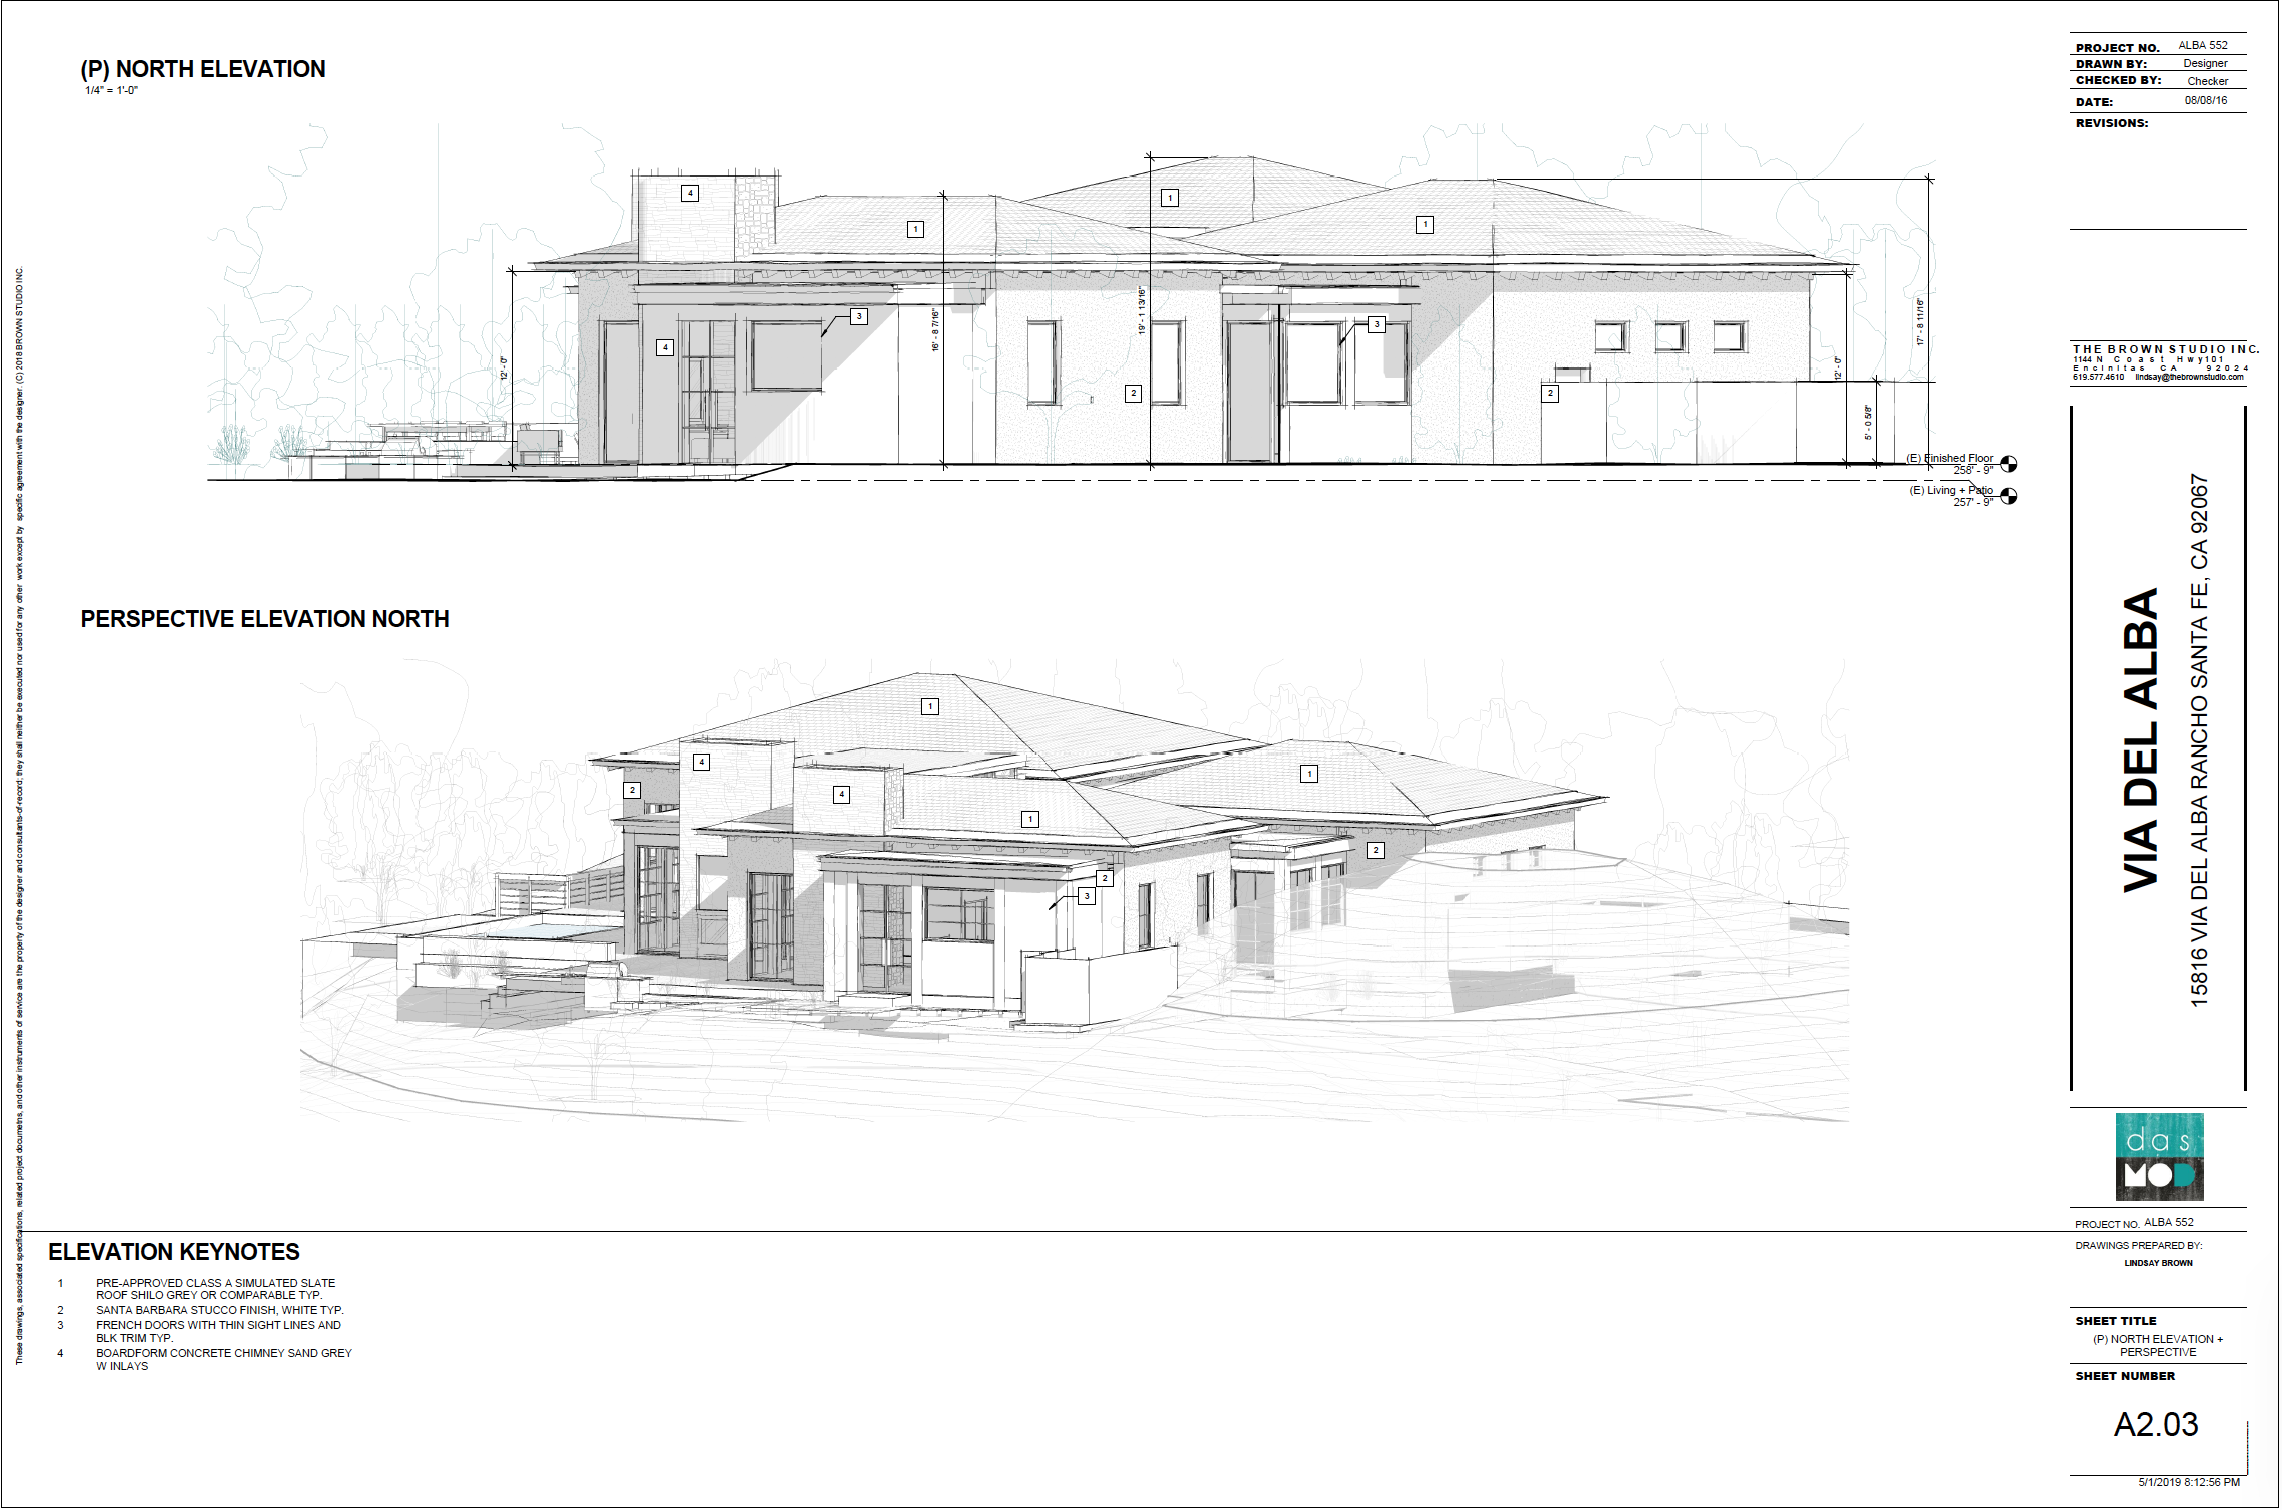 (P) NORTH ELEVATION
1/4" = 1'-0"
4
1
1
1
3
3
4
2
2
12' - 0"
16' - 8 7/16"
19' - 1 13/16"
12' - 0"
5' - 0 5/8"
17' - 8 11/16"
(E) Finished Floor
258' - 9"
(E) Living + Patio
257' - 9"
PERSPECTIVE ELEVATION NORTH
1
4
1
2
4
1
2
2
3
ELEVATION KEYNOTES
1 PRE-APPROVED CLASS A SIMULATED SLATE
ROOF SHILO GREY OR COMPARABLE TYP.
2 SANTA BARBARA STUCCO FINISH, WHITE TYP.
3 FRENCH DOORS WITH THIN SIGHT LINES AND
BLK TRIM TYP.
4 BOARDFORM CONCRETE CHIMNEY SAND GREY
W INLAYS
These drawings, associated specifications, related project documetns, and other instruments of service are the property of the designer and consultants-of-record; they shall neither be executed nor used for any other work except by specific agreement with the designer. (C) 2018 BROWN STUDIO INC.
PROJECT NO. ALBA 552
DRAWN BY: Designer
CHECKED BY: Checker
DATE: 08/08/16
REVISIONS:
THE BROWN STUDIO INC.
1144 N Coast Hwy101
Encinitas CA 92024
619.577.4610 lindsay@thebrownstudio.com
VIA DEL ALBA
15816 VIA DEL ALBA RANCHO SANTA FE, CA 92067
das
MOD
PROJECT NO. ALBA 552
DRAWINGS PREPARED BY:
LINDSAY BROWN
SHEET TITLE
(P) NORTH ELEVATION +
PERSPECTIVE
SHEET NUMBER
A2.03
5/1/2019 8:12:56 PM